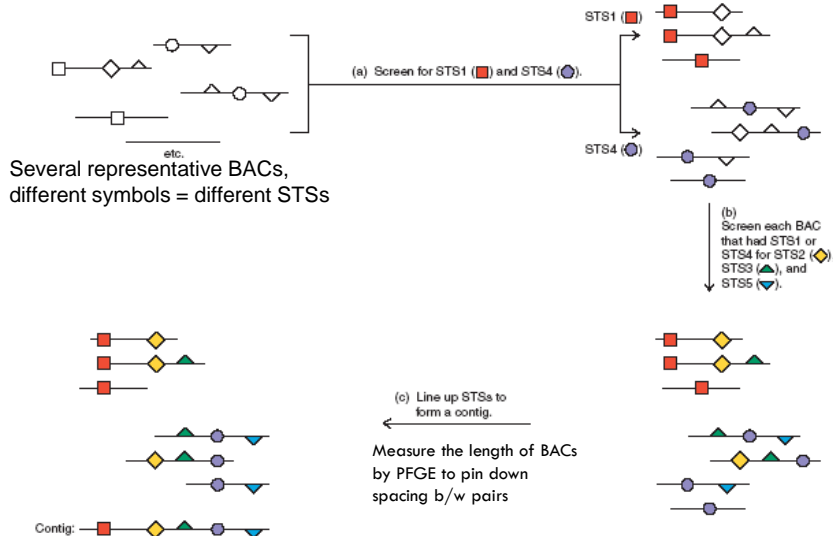 STS1 ( )
(a) Screen for STS1 ( ) and STS4 ( ).
etc.
STS4 ( )
Several representative BACs,
different symbols = different STSs
(b)
Screen each BAC
that had STS1 or
STS4 for STS2 ( )
STS3 ( ), and
STS5 ( ).
(c) Line up STSs to
form a contig.
Measure the length of BACs
by PFGE to pin down
spacing b/w pairs
Contig: